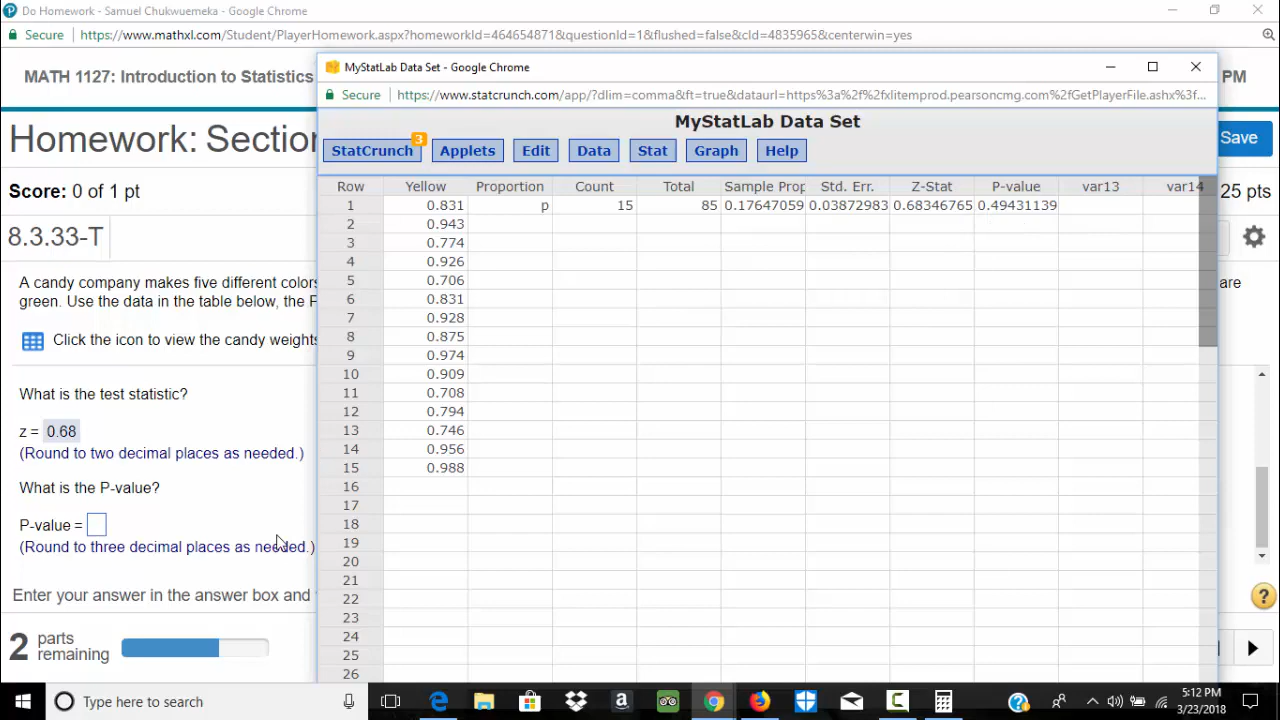 Do Homework - Samuel Chukwuemeka - Google Chrome
Secure https://www.mathxl.com/Student/PlayerHomework.aspx?homeworkId=464654871&questionId=1&flushed=false&cId=4835965&centerwin=yes
MATH 1127: Introduction to Statistics
PM
Homework: Section
Save
Score: 0 of 1 pt
25 pts
8.3.33-T
A candy company makes five different colors
are
green. Use the data in the table below, the P
Click the icon to view the candy weights
What is the test statistic?
z = 0.68
(Round to two decimal places as needed.)
What is the P-value?
P-value =
(Round to three decimal places as needed.)
Enter your answer in the answer box and
2 parts remaining
?
MyStatLab Data Set - Google Chrome
Secure https://www.statcrunch.com/app/?dlim=comma&ft=true&dataurl=https%3a%2f%2fxlitemprod.pearsoncmg.com%2fGetPlayerFile.ashx%3f...
MyStatLab Data Set
StatCrunch 3 Applets Edit Data Stat Graph Help
Row Yellow Proportion Count Total Sample Prop Std. Err. Z-Stat P-value var13 var14
1 0.831 p 15 85 0.17647059 0.03872983 0.68346765 0.49431139
2 0.943
3 0.774
4 0.926
5 0.706
6 0.831
7 0.928
8 0.875
9 0.974
10 0.909
11 0.708
12 0.794
13 0.746
14 0.956
15 0.988
16
17
18
19
20
21
22
23
24
25
26
Type here to search
5:12 PM
3/23/2018